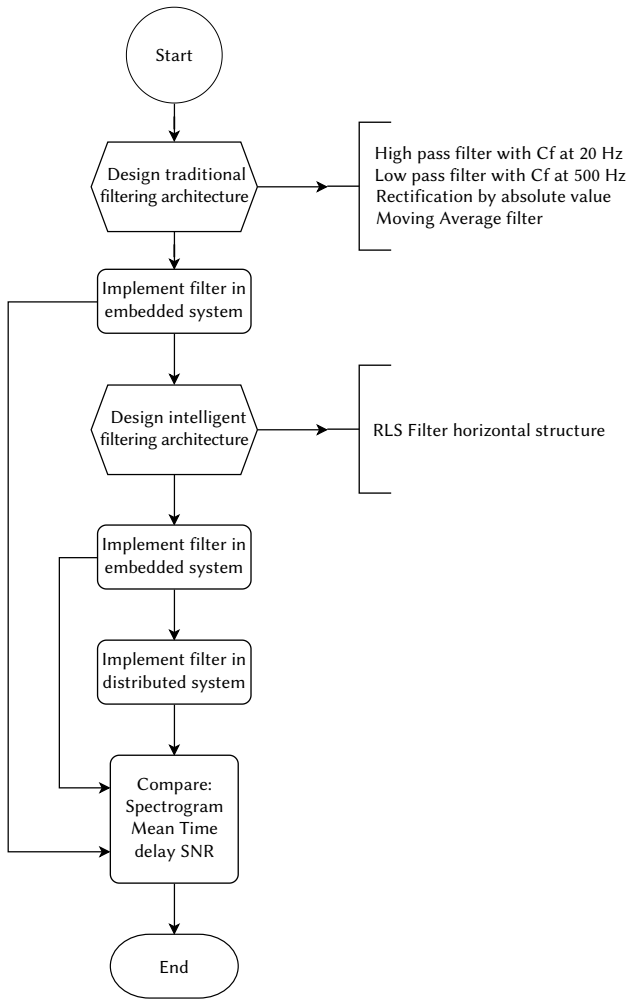 Start
Design traditional
filtering architecture
High pass filter with Cf at 20 Hz
Low pass filter with Cf at 500 Hz
Rectification by absolute value
Moving Average filter
Implement filter in
embedded system
Design intelligent
filtering architecture
RLS Filter horizontal structure
Implement filter in
embedded system
Implement filter in
distributed system
Compare:
Spectrogram
Mean Time
delay SNR
End